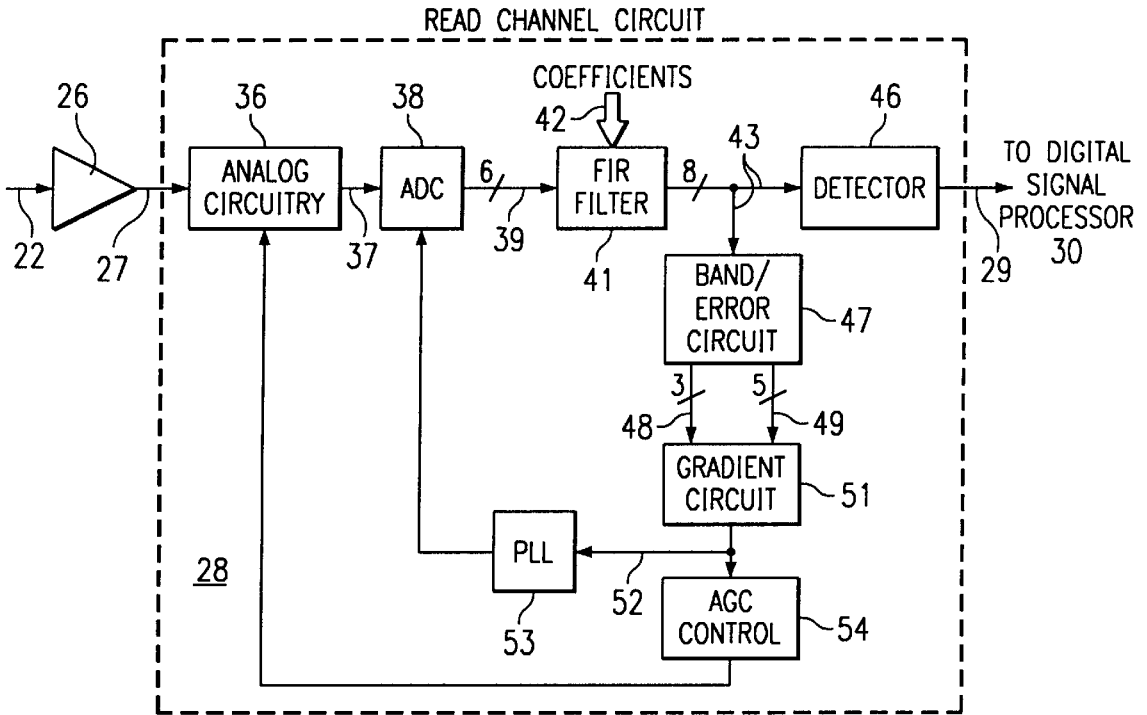 READ CHANNEL CIRCUIT
26
36
38
COEFFICIENTS
42
46
ANALOG
CIRCUITRY
ADC
6
FIR
FILTER
8
43
DETECTOR
TO DIGITAL
SIGNAL
PROCESSOR
30
22
27
37
39
41
29
BAND/
ERROR
CIRCUIT
47
3
5
48
49
GRADIENT
CIRCUIT
51
PLL
52
53
28
AGC
CONTROL
54